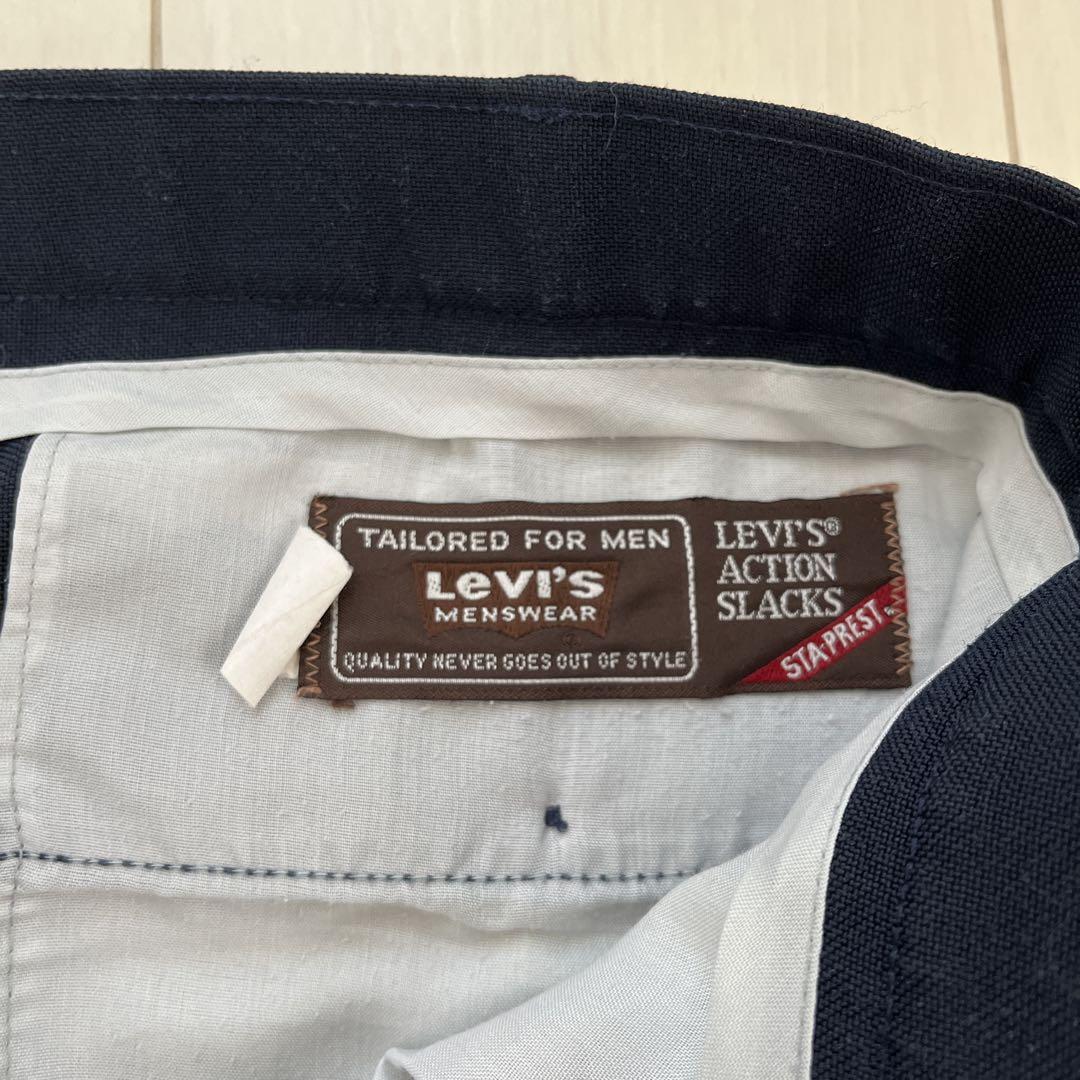 TAILORED FOR MEN
LEVI'S
MENSWEAR
QUALITY NEVER GOES OUT OF STYLE
LEVI'S®
ACTION
SLACKS
STA-PREST